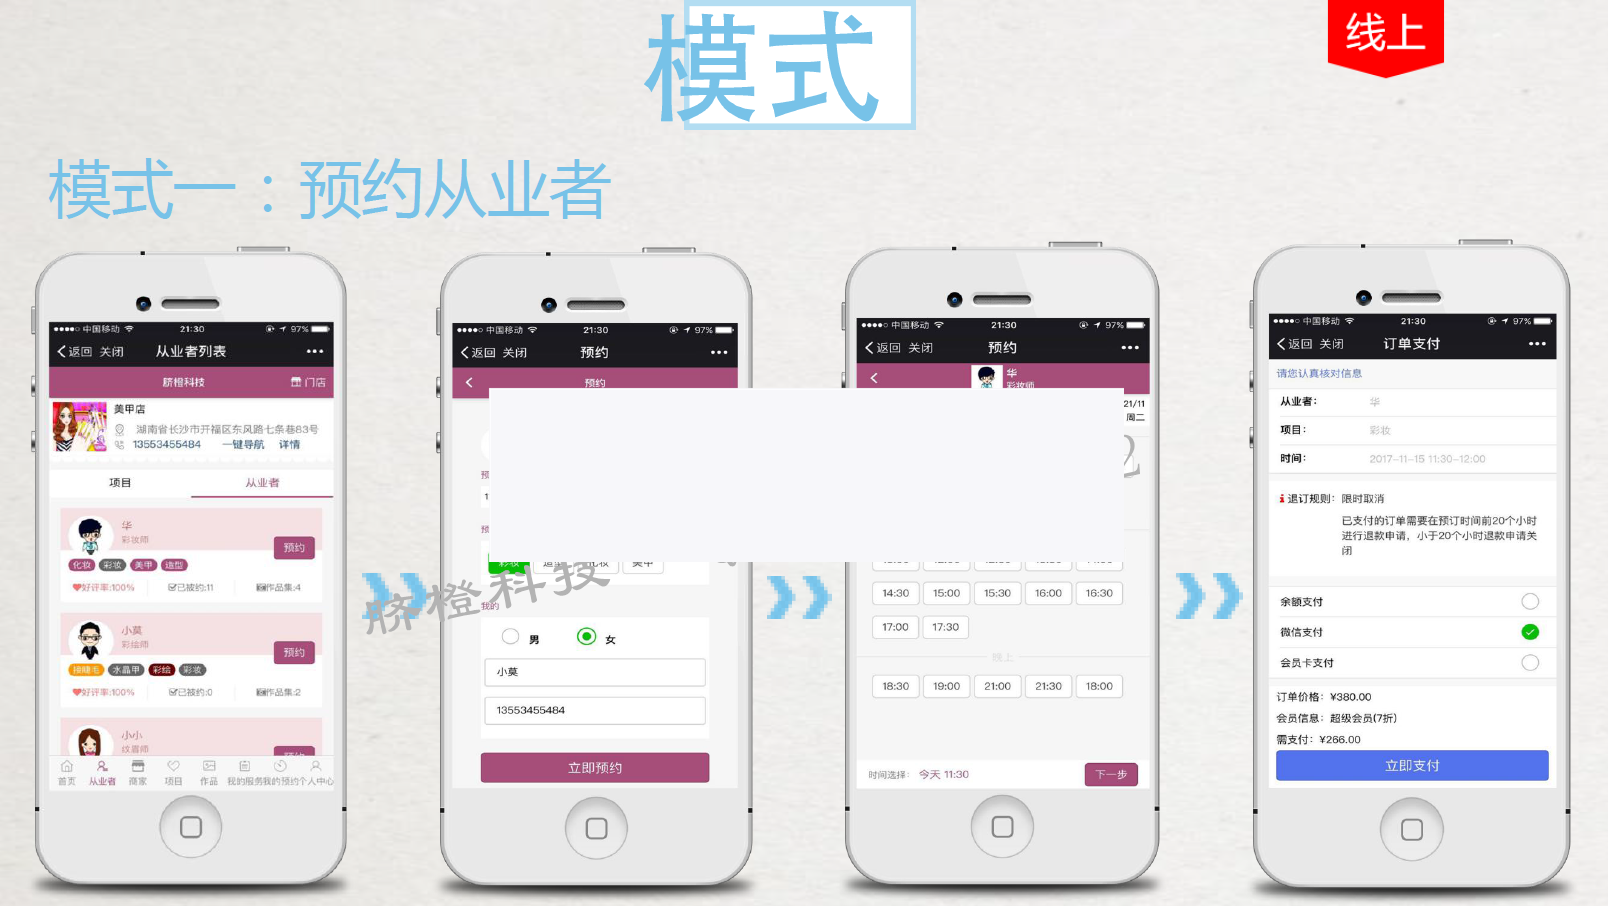 模式
线上
模式一：预约从业者
中国移动 21:30 97%
返回 关闭 从业者列表
脐橙科技 门店
美甲店
湖南省长沙市开福区东风路七条巷83号
13553455484 一键导航 详情
项目 从业者
华
彩妆师
预约
化妆 彩妆 美甲 造型
好评率:100% 已被约:11 作品集:4
小莫
彩绘师
预约
接睫毛 水晶甲 彩绘 彩妆
好评率:100% 已被约:0 作品集:2
小小
纹眉师
预约
首页 从业者 商家 项目 作品 我的服务 我的预约 个人中心
中国移动 21:30 97%
返回 关闭 预约
预约
预
1
预
彩妆 造型 化妆 美甲
脐橙科技
我的
男 女
小莫
13553455484
立即预约
中国移动 21:30 97%
返回 关闭 预约
华
彩妆师
21/11
周二
14:30 15:00 15:30 16:00 16:30
17:00 17:30
线上
18:30 19:00 21:00 21:30 18:00
时间选择: 今天 11:30 下一步
中国移动 21:30 97%
返回 关闭 订单支付
请您认真核对信息
从业者: 华
项目: 彩妆
时间: 2017-11-15 11:30-12:00
退订规则: 限时取消
已支付的订单需要在预订时间前20个小时
进行退款申请，小于20个小时退款申请关
闭
余额支付
微信支付
会员卡支付
订单价格: ¥380.00
会员信息: 超级会员(7折)
需支付: ¥266.00
立即支付